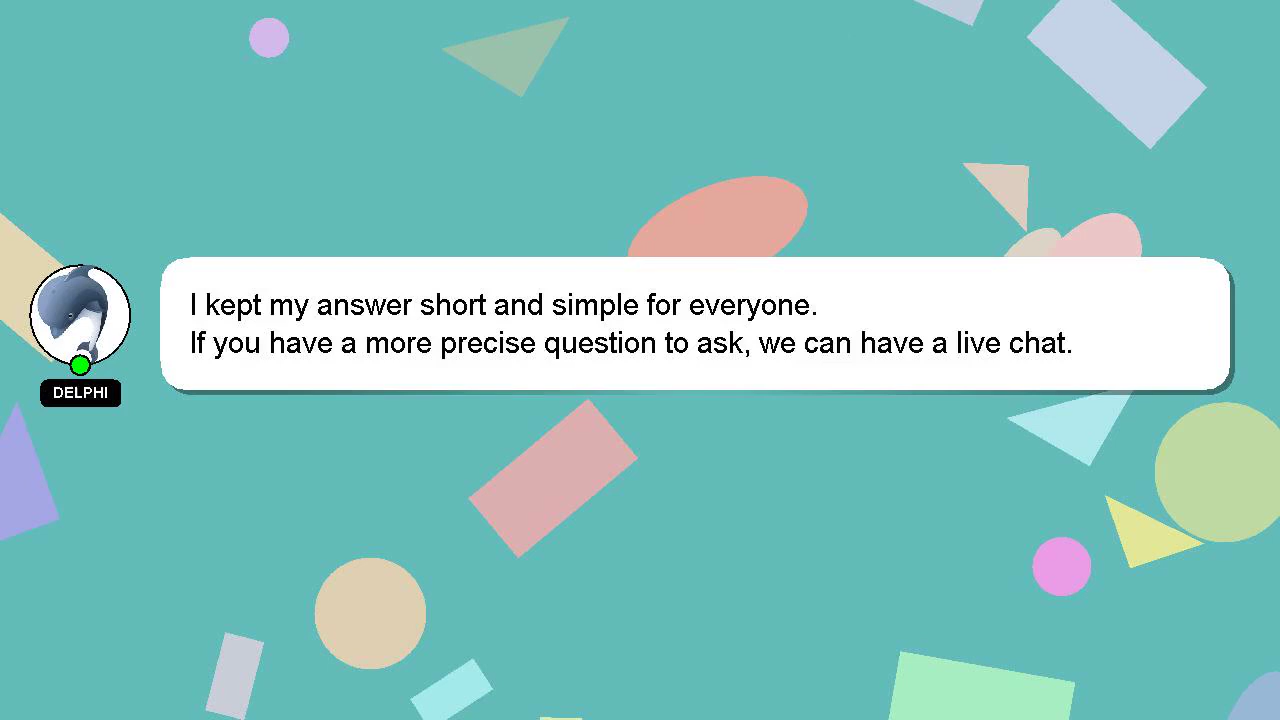 I kept my answer short and simple for everyone.
If you have a more precise question to ask, we can have a live chat.
DELPHI